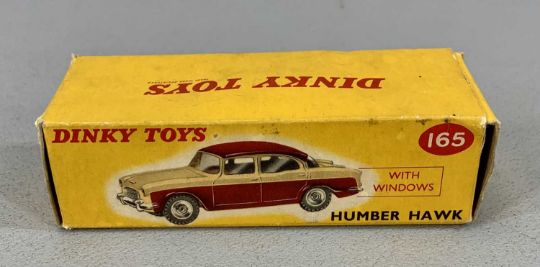 DINKY TOYS
DINKY TOYS
165
WITH
WINDOWS
HUMBER HAWK